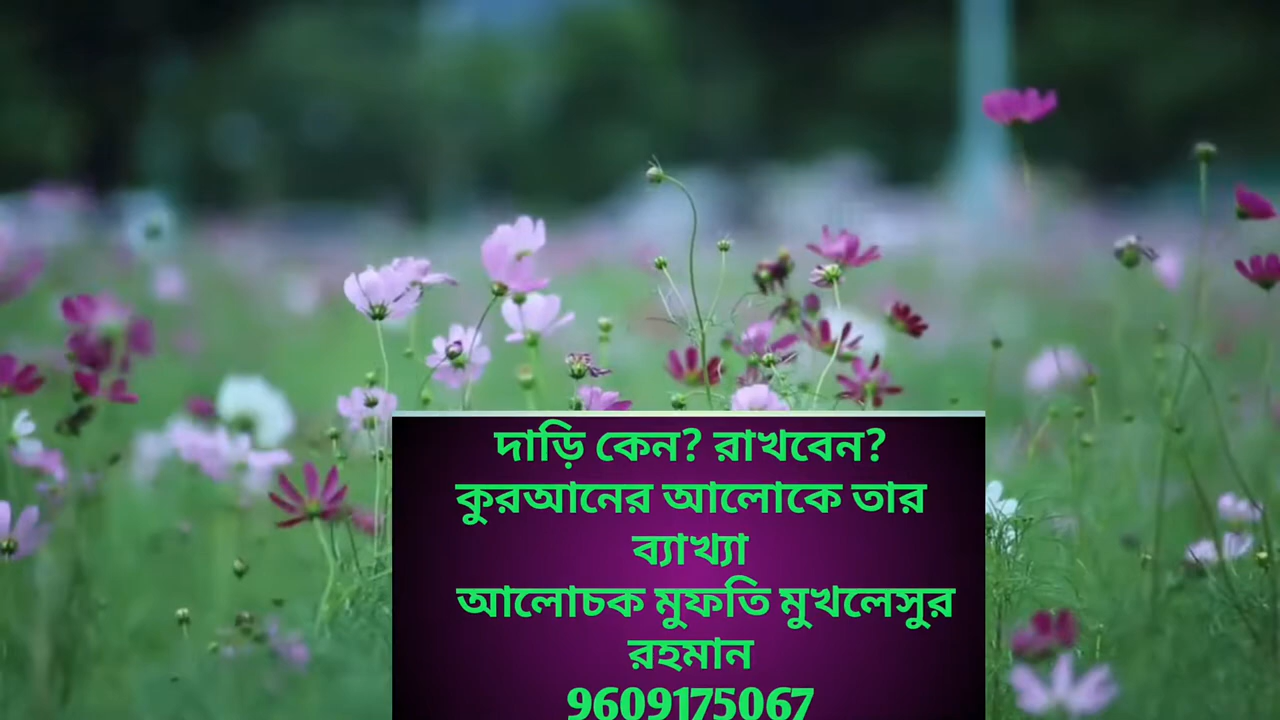 দাড়ি কেন? রাখবেন?
কুরআনের আলোকে তার
ব্যাখ্যা
আলোচক মুফতি মুখলেসুর
রহমান
9609175067